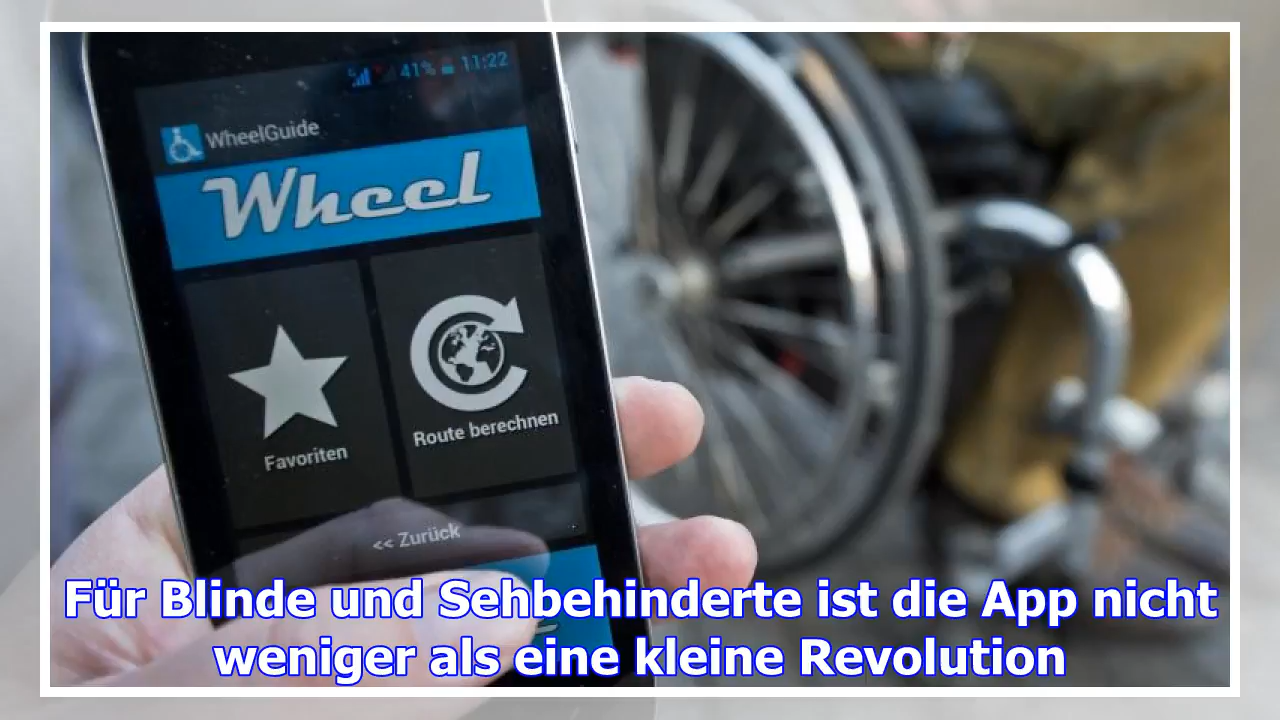 41% 11:22
WheelGuide
Wheel
Favoriten
Route berechnen
<< Zurück
Für Blinde und Sehbehinderte ist die App nicht
weniger als eine kleine Revolution